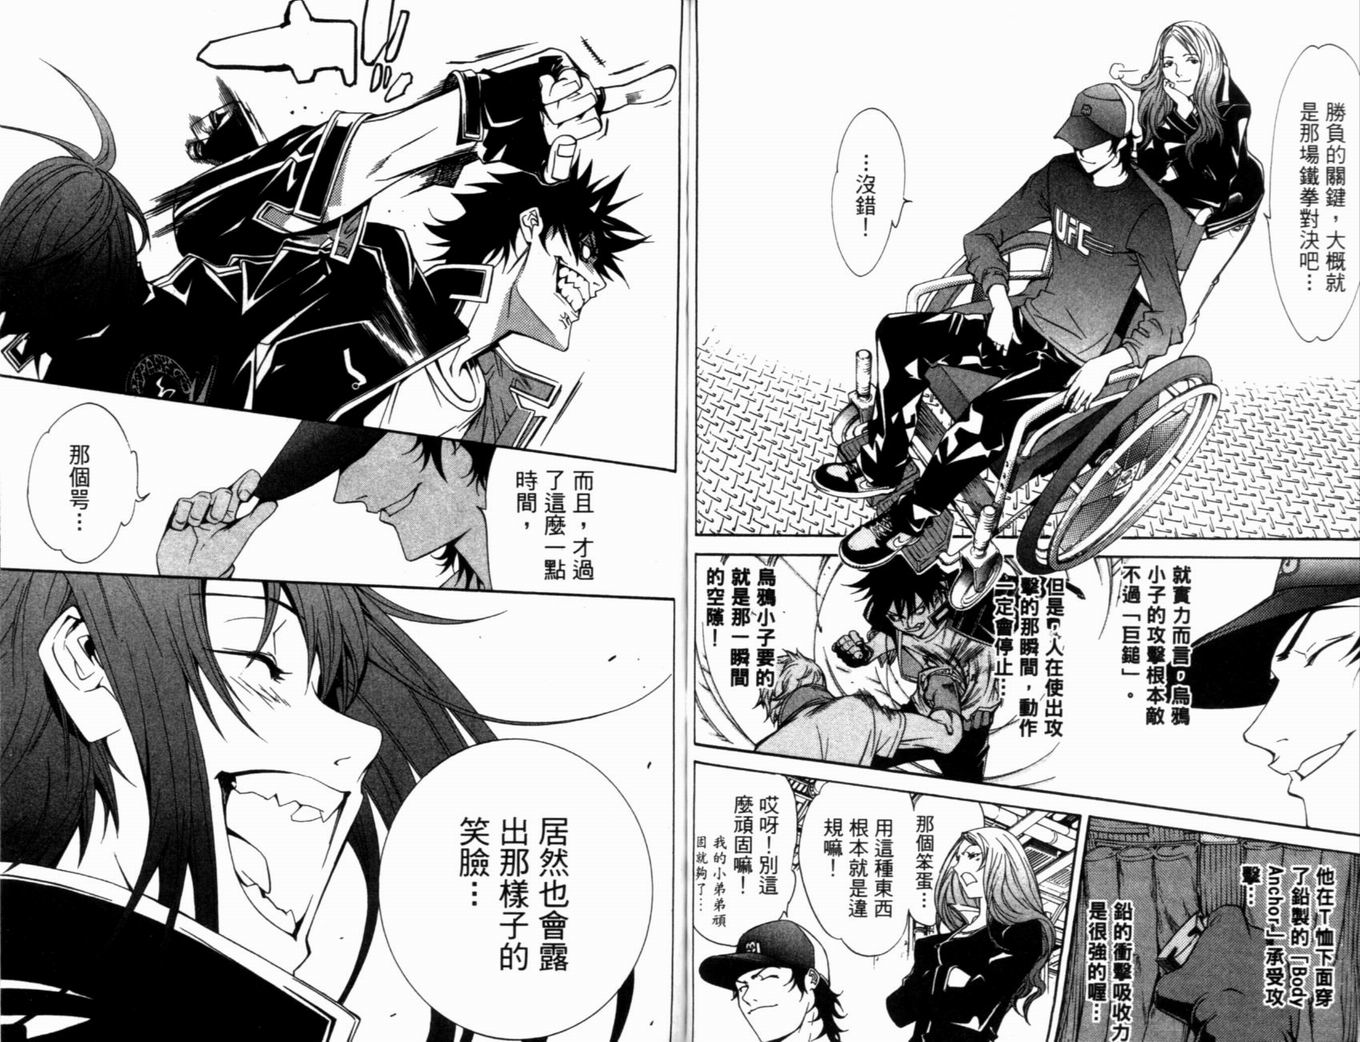 勝負的關鍵，大概就
是那場鐵拳對決吧…
…沒錯！
UFC
就實力而言，烏鴉
小子的攻擊根本敵
不過「巨鎚」。
但是，人在使出攻
擊的那瞬間，動作
一定會停止…
烏鴉小子要的
就是那一瞬間
的空隙！
他在T恤下面穿
了鉛製的「Body
Anchor」承受攻
擊…
鉛的衝擊吸收力
是很強的喔…
那個笨蛋…
用這種東西
根本就是違
規嘛！
哎呀！別這
麼頑固嘛！
我的小弟弟頑
固就夠了…
而且，才過
了這麼一點
時間，
那個咢…
居然也會露
出那樣子的
笑臉…